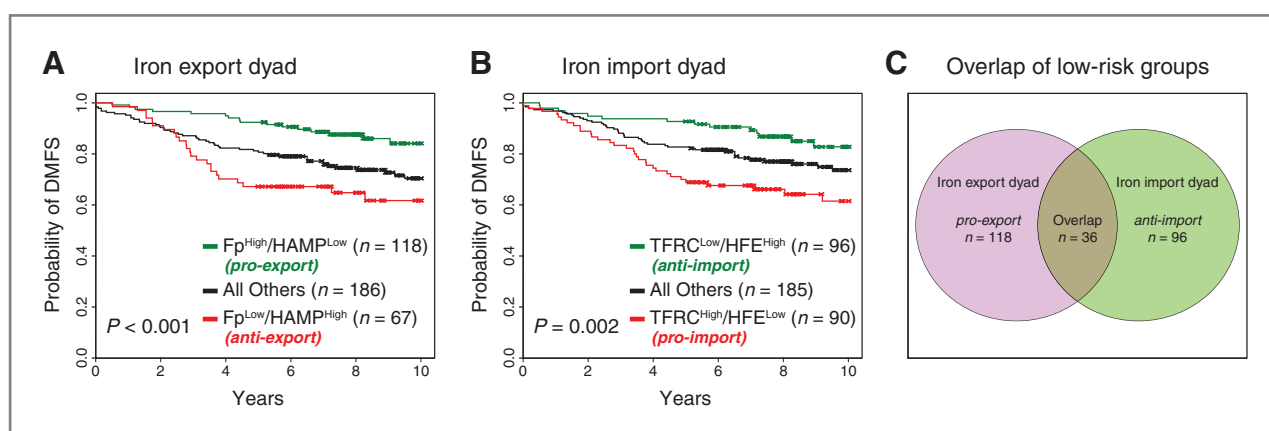 A Iron export dyad
Probability of DMFS
1.0
0.8
0.6
0.4
0.2
0.0
Fp^High/HAMP^Low (n = 118)
(pro-export)
All Others (n = 186)
Fp^Low/HAMP^High (n = 67)
(anti-export)
P < 0.001
0 2 4 6 8 10
Years
B Iron import dyad
Probability of DMFS
1.0
0.8
0.6
0.4
0.2
0.0
TFRC^Low/HFE^High (n = 96)
(anti-import)
All Others (n = 185)
TFRC^High/HFE^Low (n = 90)
(pro-import)
P = 0.002
0 2 4 6 8 10
Years
C Overlap of low-risk groups
Iron export dyad
pro-export
n = 118
Overlap
n = 36
Iron import dyad
anti-import
n = 96